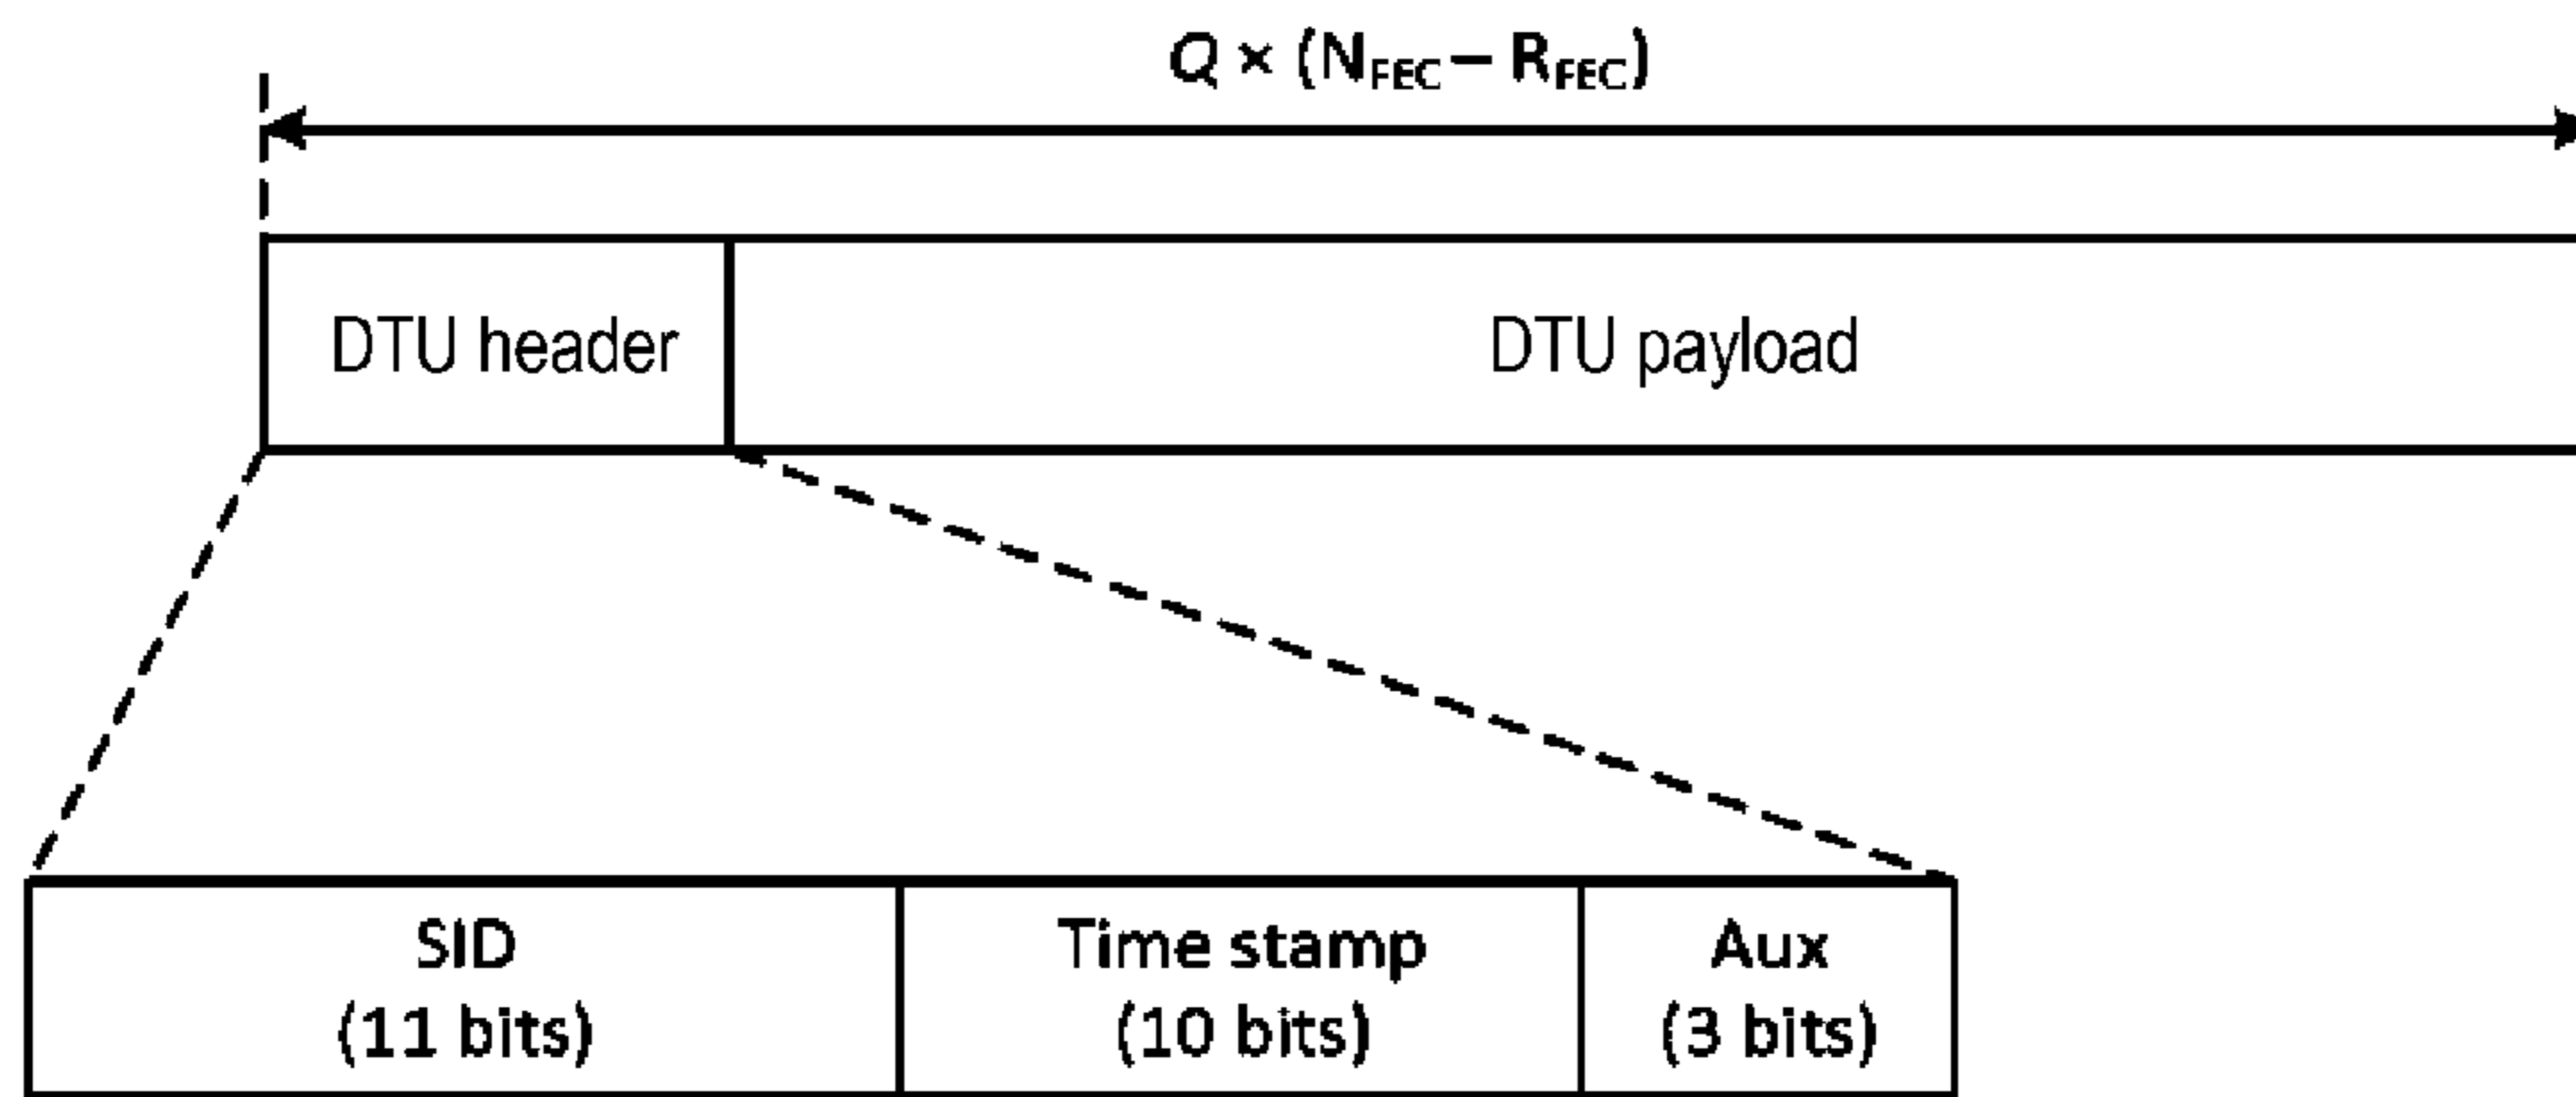 Q × (NFEC – RFEC)
DTU header DTU payload
SID Time stamp Aux
(11 bits) (10 bits) (3 bits)